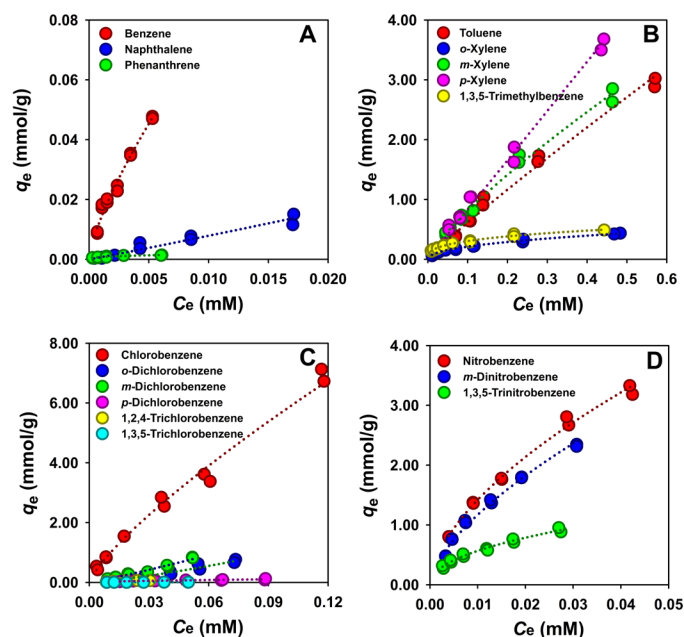 A
Benzene
Naphthalene
Phenanthrene
0.08
0.06
0.04
0.02
0.00
qe (mmol/g)
0.000 0.005 0.010 0.015 0.020
Ce (mM)
B
Toluene
o-Xylene
m-Xylene
p-Xylene
1,3,5-Trimethylbenzene
4.00
3.00
2.00
1.00
0.00
qe (mmol/g)
0.0 0.1 0.2 0.3 0.4 0.5 0.6
Ce (mM)
C
Chlorobenzene
o-Dichlorobenzene
m-Dichlorobenzene
p-Dichlorobenzene
1,2,4-Trichlorobenzene
1,3,5-Trichlorobenzene
8.00
6.00
4.00
2.00
0.00
qe (mmol/g)
0.00 0.03 0.06 0.09 0.12
Ce (mM)
D
Nitrobenzene
m-Dinitrobenzene
1,3,5-Trinitrobenzene
4.00
3.00
2.00
1.00
0.00
qe (mmol/g)
0.00 0.01 0.02 0.03 0.04 0.05
Ce (mM)